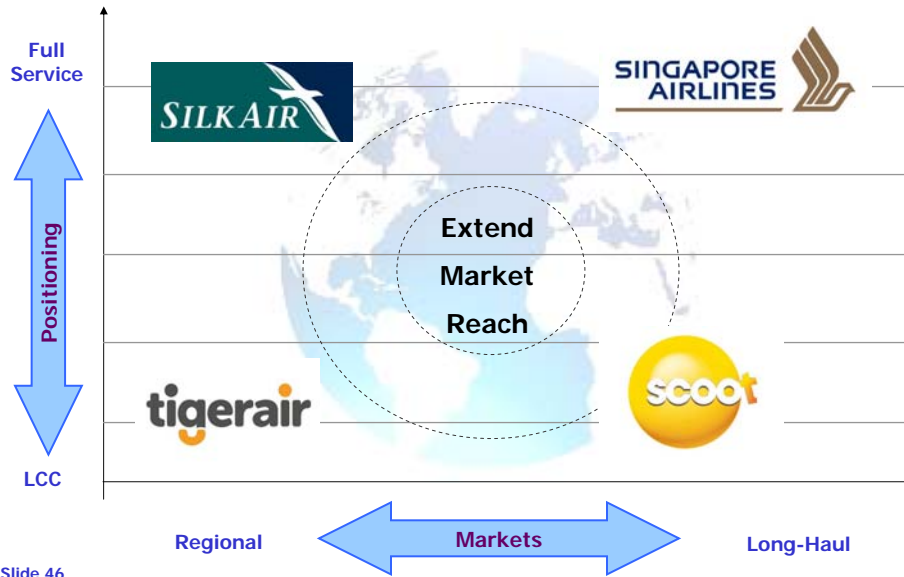 Full
Service
SILKAIR
SINGAPORE
AIRLINES
Positioning
Extend
Market
Reach
tigerair
scoot
LCC
Regional
Markets
Long-Haul
Slide 46